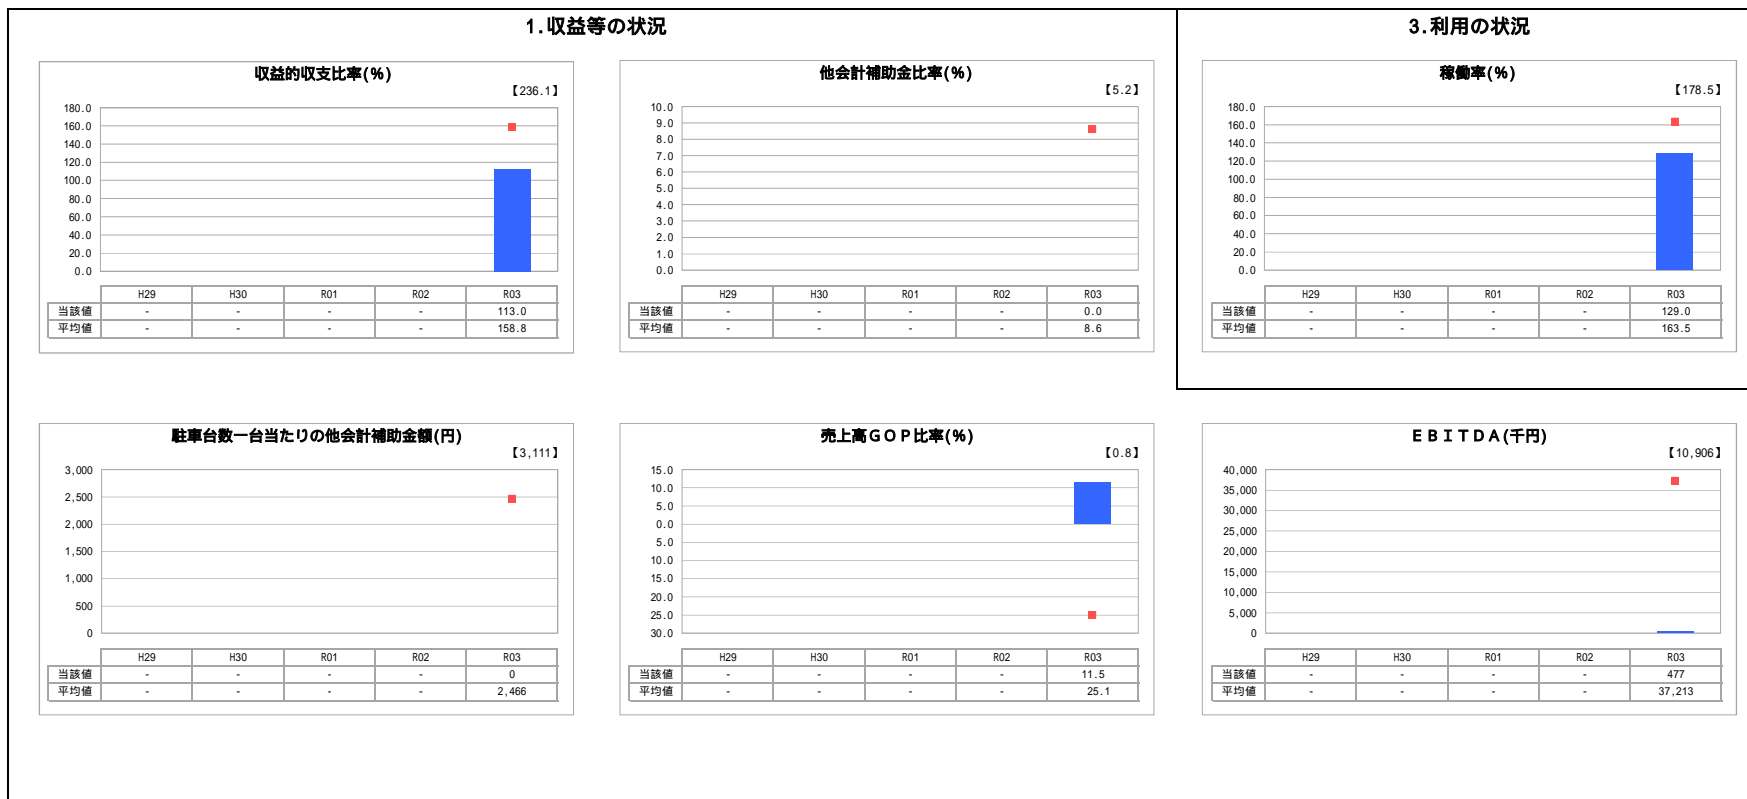 1.収益等の状況
3.利用の状況
収益的収支比率(%)
【236.1】
180.0
160.0
140.0
120.0
100.0
80.0
60.0
40.0
20.0
0.0
H29 H30 R01 R02 R03
当該値 - - - - 113.0
平均値 - - - - 158.8
他会計補助金比率(%)
【5.2】
10.0
9.0
8.0
7.0
6.0
5.0
4.0
3.0
2.0
1.0
0.0
H29 H30 R01 R02 R03
当該値 - - - - 0.0
平均値 - - - - 8.6
稼働率(%)
【178.5】
180.0
160.0
140.0
120.0
100.0
80.0
60.0
40.0
20.0
0.0
H29 H30 R01 R02 R03
当該値 - - - - 129.0
平均値 - - - - 163.5
駐車台数一台当たりの他会計補助金額(円)
【3,111】
3,000
2,500
2,000
1,500
1,000
500
0
H29 H30 R01 R02 R03
当該値 - - - - 0
平均値 - - - - 2,466
売上高GOP比率(%)
【0.8】
15.0
10.0
5.0
0.0
5.0
10.0
15.0
20.0
25.0
30.0
H29 H30 R01 R02 R03
当該値 - - - - 11.5
平均値 - - - - 25.1
EBITDA(千円)
【10,906】
40,000
35,000
30,000
25,000
20,000
15,000
10,000
5,000
0
H29 H30 R01 R02 R03
当該値 - - - - 477
平均値 - - - - 37,213